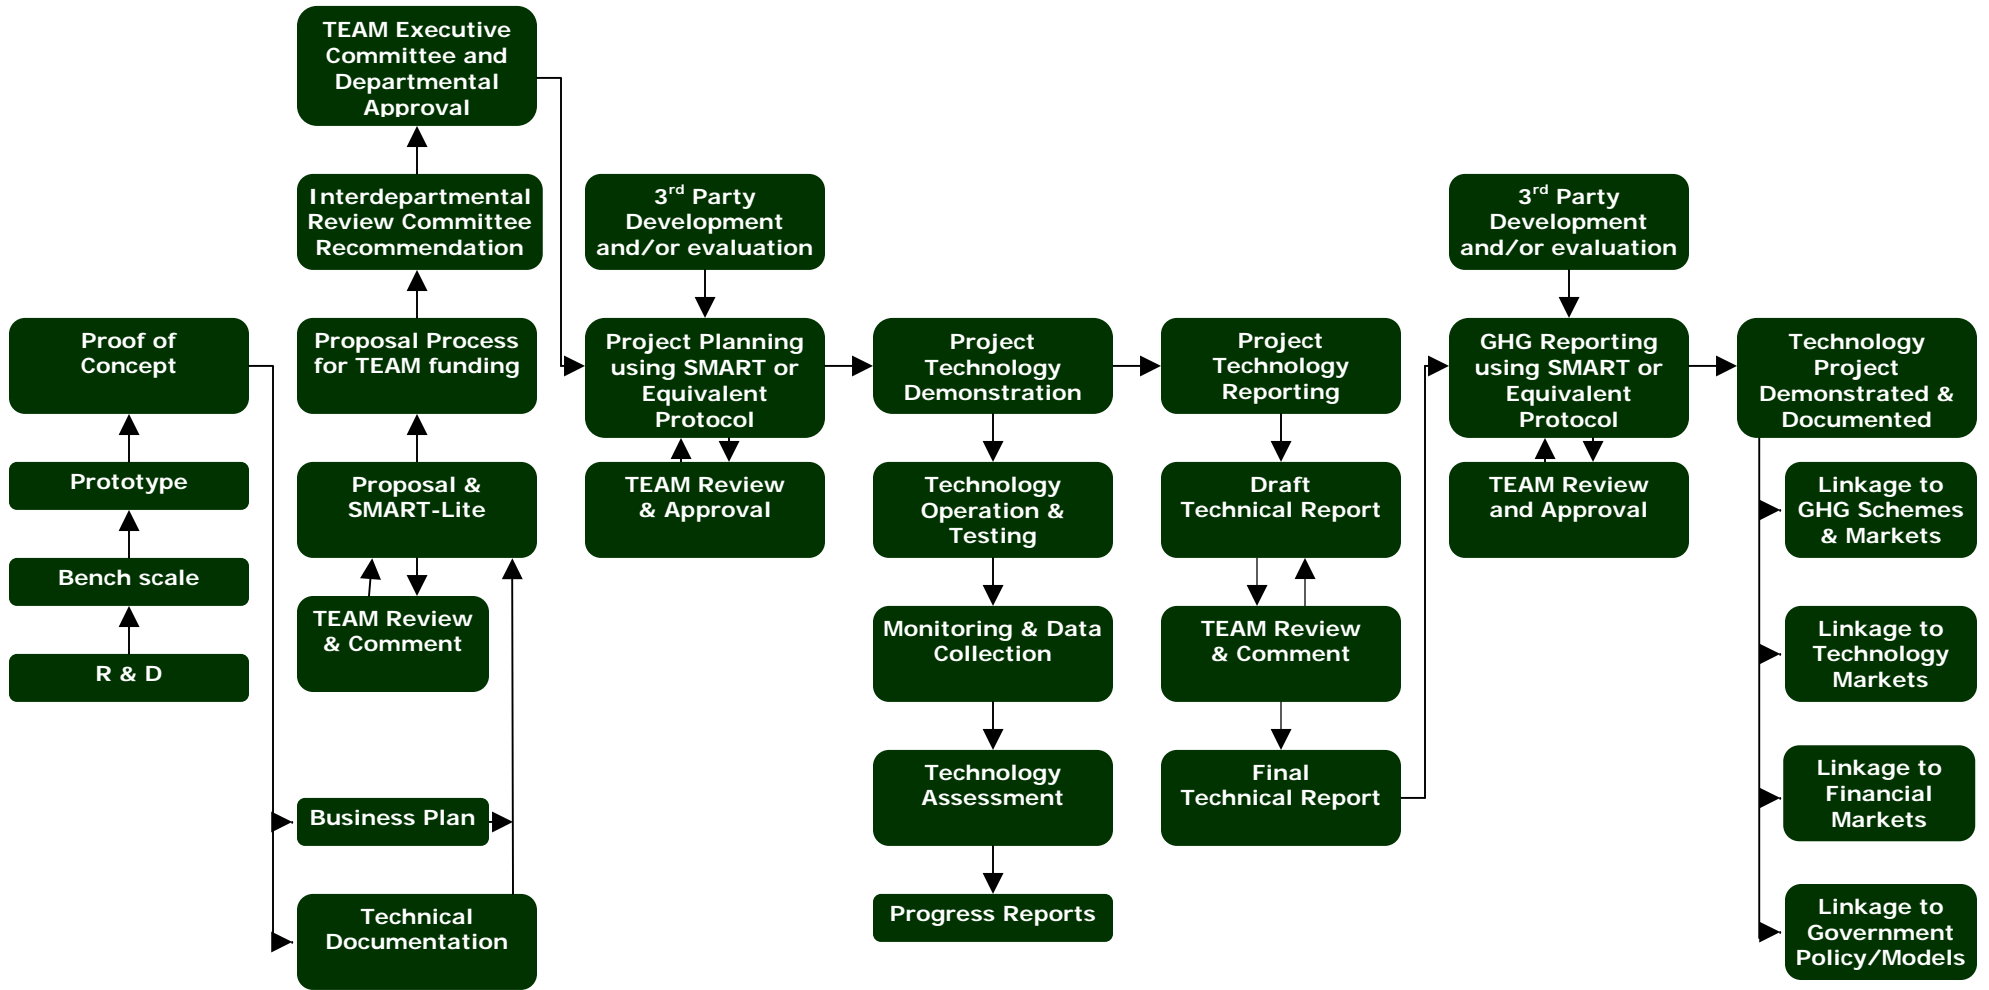 TEAM Executive
Committee and
Departmental
Approval
Interdepartmental
Review Committee
Recommendation
3rd Party
Development
and/or evaluation
3rd Party
Development
and/or evaluation
Proof of
Concept
Proposal Process
for TEAM funding
Project Planning
using SMART or
Equivalent
Protocol
Project
Technology
Demonstration
Project
Technology
Reporting
GHG Reporting
using SMART or
Equivalent
Protocol
Technology
Project
Demonstrated &
Documented
Prototype
Proposal &
SMART-Lite
TEAM Review
& Approval
Technology
Operation &
Testing
Draft
Technical Report
TEAM Review
and Approval
Linkage to
GHG Schemes
& Markets
Bench scale
TEAM Review
& Comment
Monitoring & Data
Collection
TEAM Review
& Comment
Linkage to
Technology
Markets
R & D
Business Plan
Technology
Assessment
Final
Technical Report
Linkage to
Financial
Markets
Technical
Documentation
Progress Reports
Linkage to
Government
Policy/Models